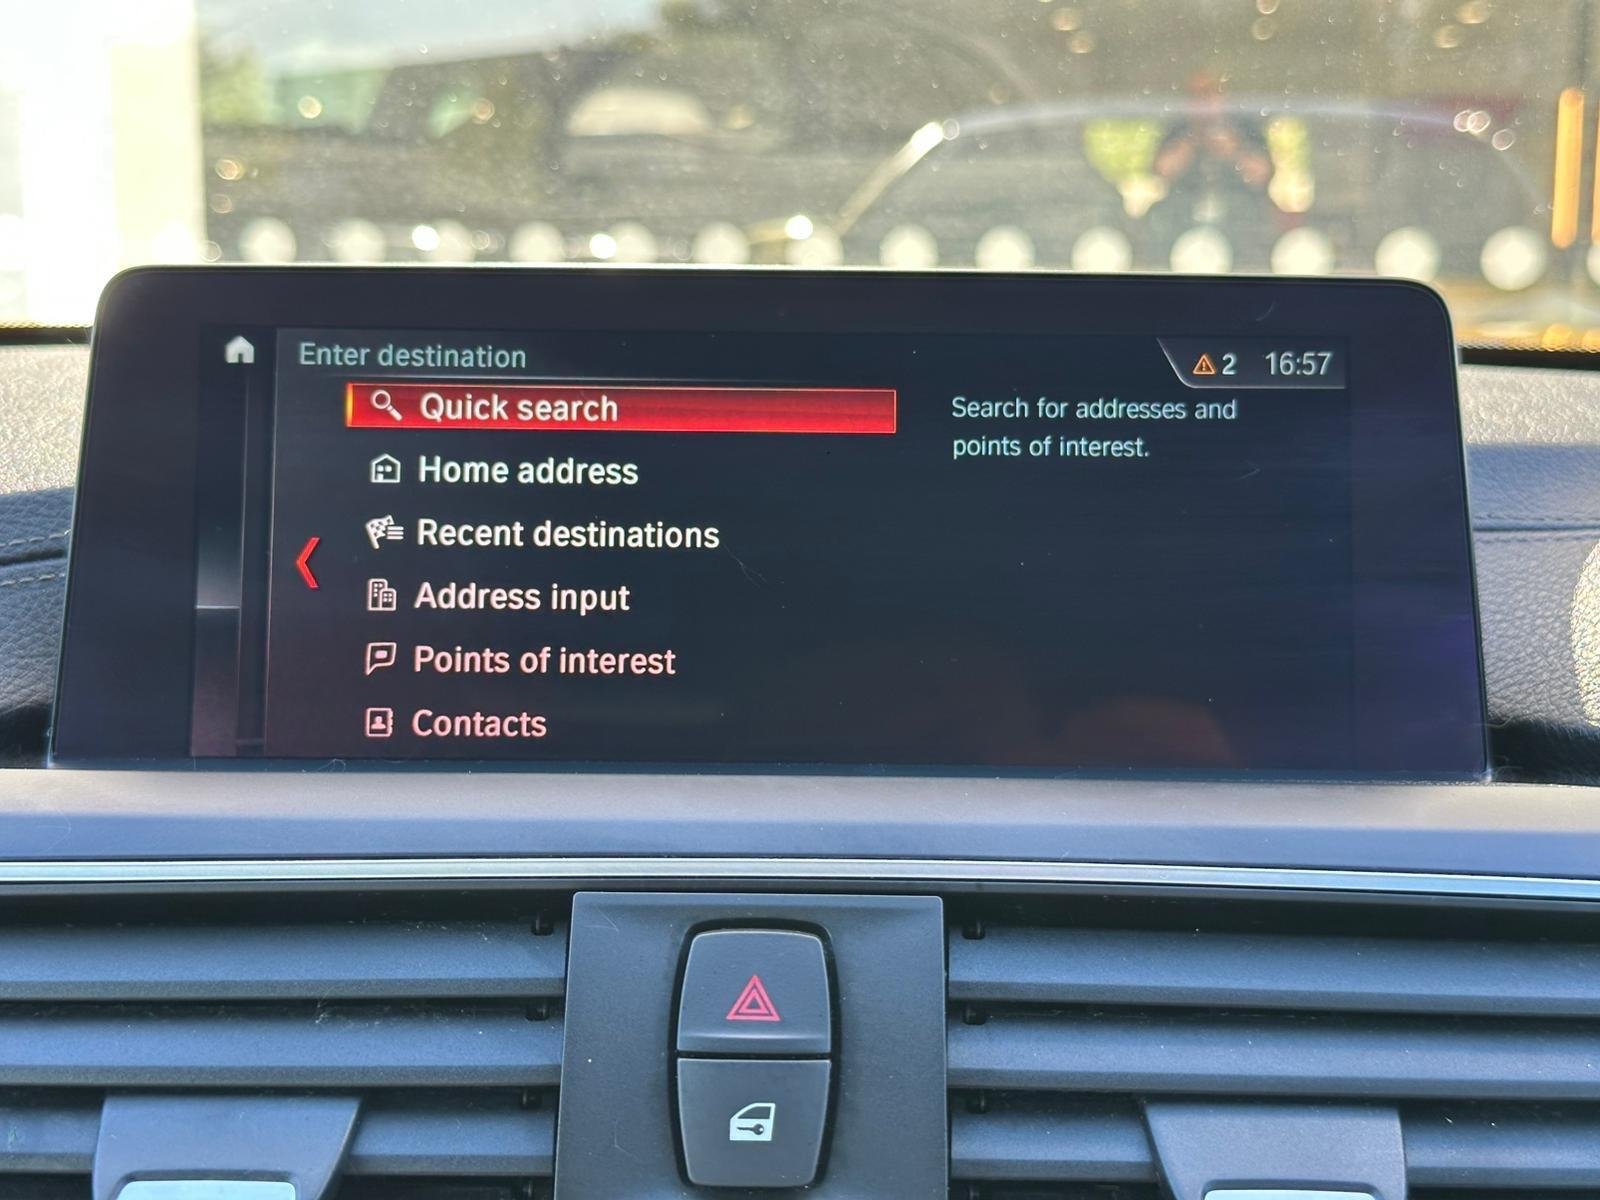 Enter destination
2 16:57
Quick search
Home address
Recent destinations
Address input
Points of interest
Contacts
Search for addresses and
points of interest.